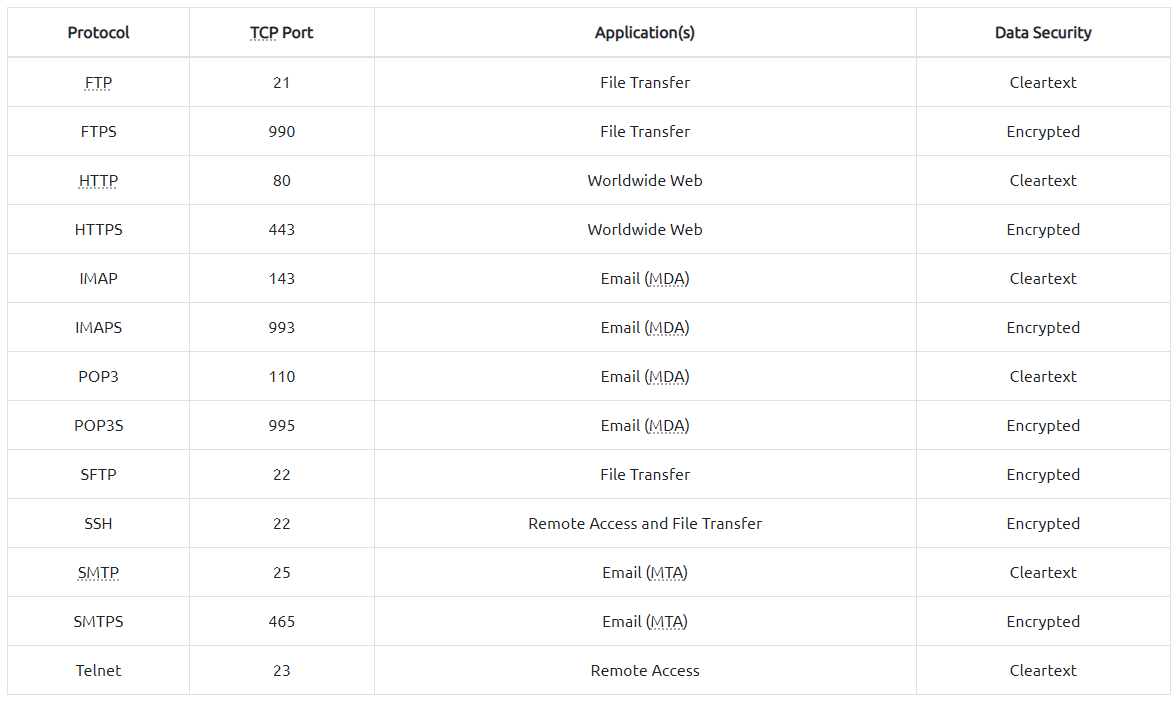 Protocol TCP Port Application(s) Data Security
FTP 21 File Transfer Cleartext
FTPS 990 File Transfer Encrypted
HTTP 80 Worldwide Web Cleartext
HTTPS 443 Worldwide Web Encrypted
IMAP 143 Email (MDA) Cleartext
IMAPS 993 Email (MDA) Encrypted
POP3 110 Email (MDA) Cleartext
POP3S 995 Email (MDA) Encrypted
SFTP 22 File Transfer Encrypted
SSH 22 Remote Access and File Transfer Encrypted
SMTP 25 Email (MTA) Cleartext
SMTPS 465 Email (MTA) Encrypted
Telnet 23 Remote Access Cleartext